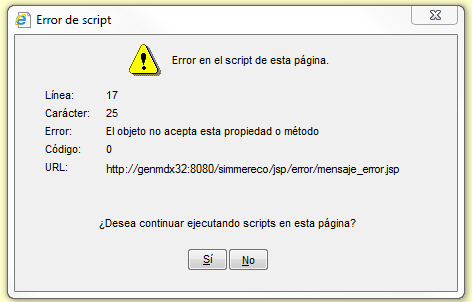 Error de script
Error en el script de esta página.
Línea: 17
Carácter: 25
Error: El objeto no acepta esta propiedad o método
Código: 0
URL: http://genmdx32:8080/simmereco/jsp/error/mensaje_error.jsp
¿Desea continuar ejecutando scripts en esta página?
Sí No